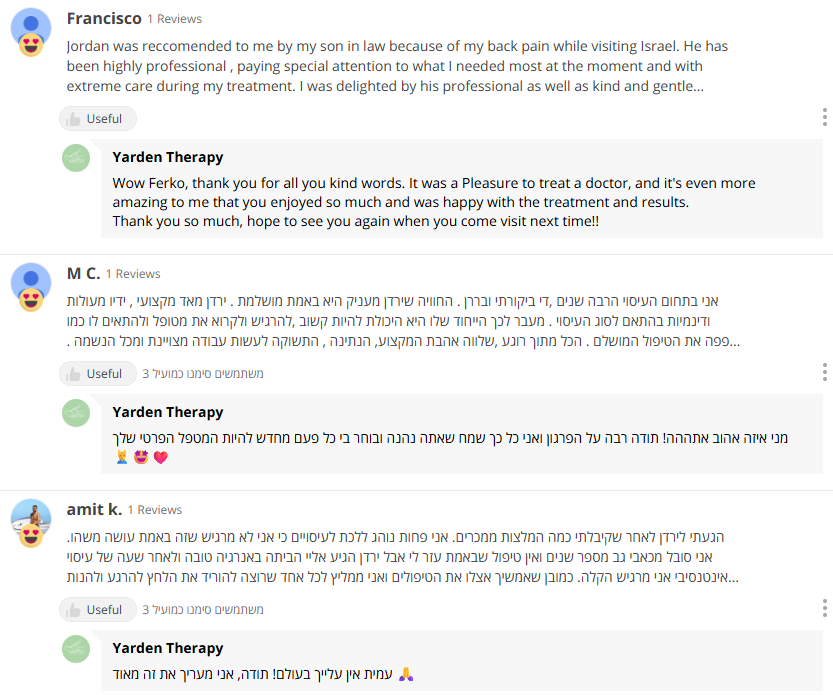 Francisco 1 Reviews
Jordan was reccomended to me by my son in law because of my back pain while visiting Israel. He has
been highly professional , paying special attention to what I needed most at the moment and with
extreme care during my treatment. I was delighted by his professional as well as kind and gentle...
Useful
Yarden Therapy
Wow Ferko, thank you for all you kind words. It was a Pleasure to treat a doctor, and it's even more
amazing to me that you enjoyed so much and was happy with the treatment and results.
Thank you so much, hope to see you again when you come visit next time!!
M C. 1 Reviews
אני בתחום העיסוי הרבה שנים ,די ביקורתי ובררן . החוויה שירדן מעניק היא באמת מושלמת . ירדן מאד מקצועי , ידיו מעולות
ודינמיות בהתאם לסוג העיסוי . מעבר לכך הייחוד שלו היא היכולת להיות קשוב ,להרגיש ולקרוא את מטופל ולהתאים לו כמו
פפה את הטיפול המושלם . הכל מתוך רוגע ,שלווה אהבת המקצוע, הנתינה , התשוקה לעשות עבודה מצויינת ומכל הנשמה .
...
Useful
3 משתמשים סימנו כמועיל
Yarden Therapy
מני איזה אהוב אתההה! תודה רבה על הפרגון ואני כל כך שמח שאתה נהנה ובוחר בי כל פעם מחדש להיות המטפל הפרטי שלך
🤦‍♂️ 🤩 ❤️
amit k. 1 Reviews
הגעתי לירדן לאחר שקיבלתי כמה המלצות ממכרים. אני פחות נוהג ללכת לעיסויים כי אני לא מרגיש שזה באמת עושה משהו.
אני סובל מכאבי גב מספר שנים ואין טיפול שבאמת עזר לי אבל ירדן הגיע אליי הביתה באנרגיה טובה ולאחר שעה של עיסוי
אינטנסיבי אני מרגיש הקלה. כמובן שאמשיך אצלו את הטיפולים ואני ממליץ לכל אחד שרוצה להוריד את הלחץ להרגע ולהנות...
Useful
3 משתמשים סימנו כמועיל
Yarden Therapy
עמית אין עלייך בעולם! תודה, אני מעריך את זה מאוד 🙏